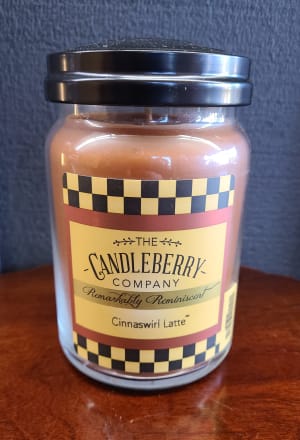 THE
CANDLEBERRY
COMPANY
Remarkably Reminiscent
Cinnaswirl Latte™